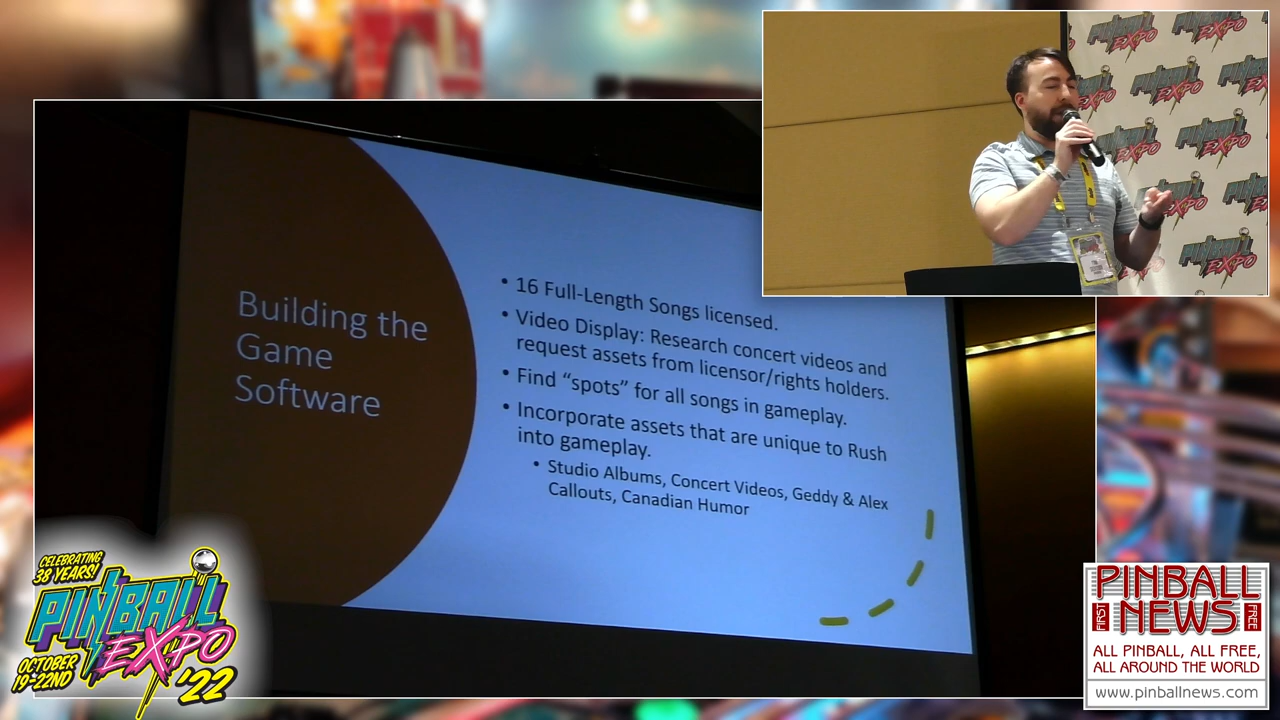 PINBALL
EXPO
Building the
Game
Software
• 16 Full-Length Songs licensed.
• Video Display: Research concert videos and
request assets from licensor/rights holders.
• Find “spots” for all songs in gameplay.
• Incorporate assets that are unique to Rush
into gameplay.
• Studio Albums, Concert Videos, Geddy & Alex
Callouts, Canadian Humor
CELEBRATING
38 YEARS!
PINBALL
EXPO
OCTOBER
19-22ND
'22
PINBALL
FIRST NEWS FREE
ALL PINBALL, ALL FREE,
ALL AROUND THE WORLD
www.pinballnews.com